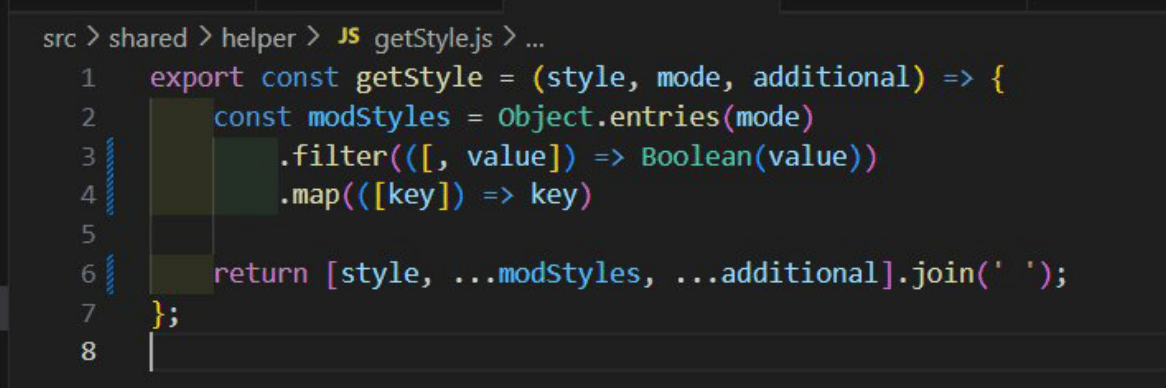 src > shared > helper > JS getStyle.js > ...
1 export const getStyle = (style, mode, additional) => {
2     const modStyles = Object.entries(mode)
3         .filter(([, value]) => Boolean(value))
4         .map(([key]) => key)
5
6     return [style, ...modStyles, ...additional].join(' ');
7 };
8